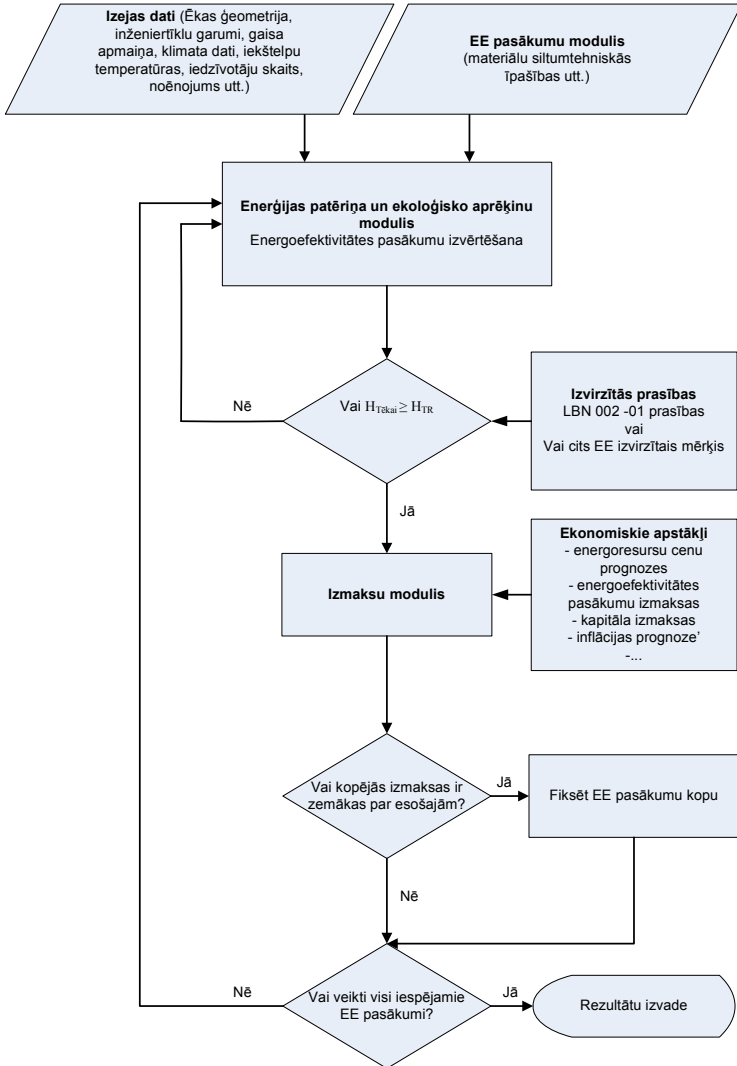 Izejas dati (Ēkas ģeometrija,
inženiertīklu garumi, gaisa
apmaiņa, klimata dati, iekštelpu
temperatūras, iedzīvotāju skaits,
noēnojums utt.)
EE pasākumu modulis
(materiālu siltumtehniskās
īpašības utt.)
Enerģijas patēriņa un ekoloģisko aprēķinu
modulis
Energoefektivitātes pasākumu izvērtēšana
Nē
Vai HTēkai ≥ HTR
Izvirzītās prasības
LBN 002 -01 prasības
vai
Vai cits EE izvirzītais mērķis
Jā
Izmaksu modulis
Ekonomiskie apstākļi
- energoresursu cenu
prognozes
- energoefektivitātes
pasākumu izmaksas
- kapitāla izmaksas
- inflācijas prognoze’
-...
Vai kopējās izmaksas ir
zemākas par esošajām?
Jā
Fiksēt EE pasākumu kopu
Nē
Nē
Vai veikti visi iespējamie
EE pasākumi?
Jā
Rezultātu izvade